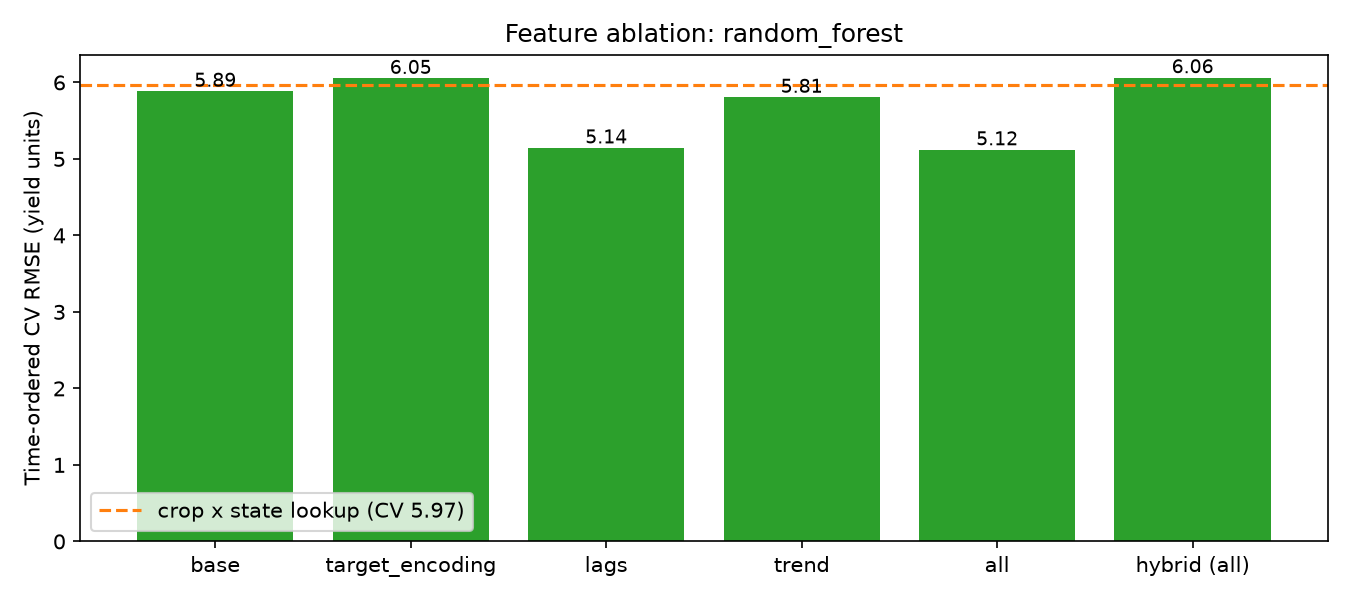 Feature ablation: random_forest
Time-ordered CV RMSE (yield units)
6
5
4
3
2
1
0
5.89
6.05
5.14
5.81
5.12
6.06
crop x state lookup (CV 5.97)
base
target_encoding
lags
trend
all
hybrid (all)